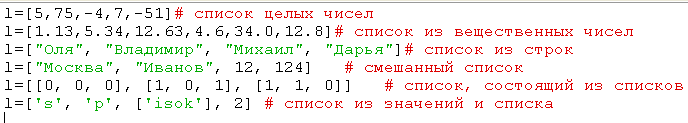 l=[5,75,-4,7,-51]# список целых чисел
l=[1.13,5.34,12.63,4.6,34.0,12.8]# список из вещественных чисел
l=["Оля", "Владимир", "Михаил", "Дарья"]# список из строк
l=["Москва", "Иванов", 12, 124]   # смешанный список
l=[[0, 0, 0], [1, 0, 1], [1, 1, 0]]   # список, состоящий из списков
l=['s', 'p', ['isok'], 2] # список из значений и списка